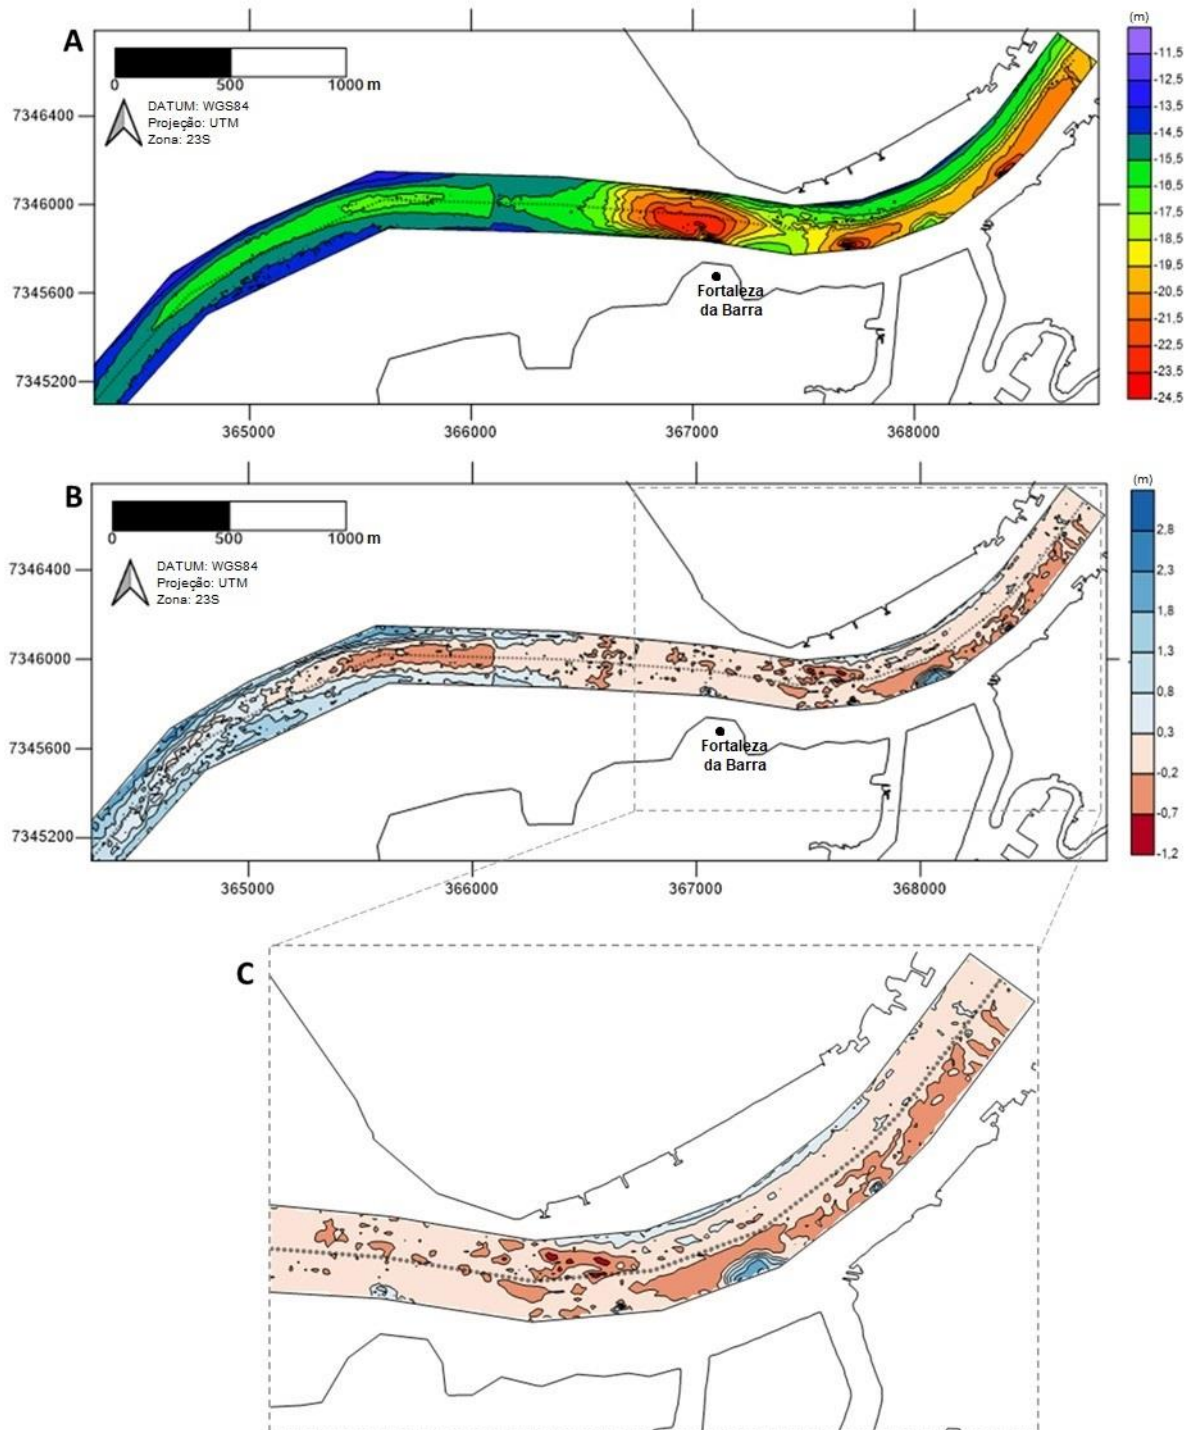 A
0
500
1000 m
DATUM: WGS84
Projeção: UTM
Zona: 23S
7346400
7346000
7345600
7345200
365000
366000
367000
368000
Fortaleza
da Barra
(m)
-11.5
-12.5
-13.5
-14.5
-15.5
-16.5
-17.5
-18.5
-19.5
-20.5
-21.5
-22.5
-23.5
-24.5
B
0
500
1000 m
DATUM: WGS84
Projeção: UTM
Zona: 23S
7346400
7346000
7345600
7345200
365000
366000
367000
368000
Fortaleza
da Barra
(m)
2,8
2,3
1,8
1,3
0,8
0,3
-0,2
-0,7
-1,2
C